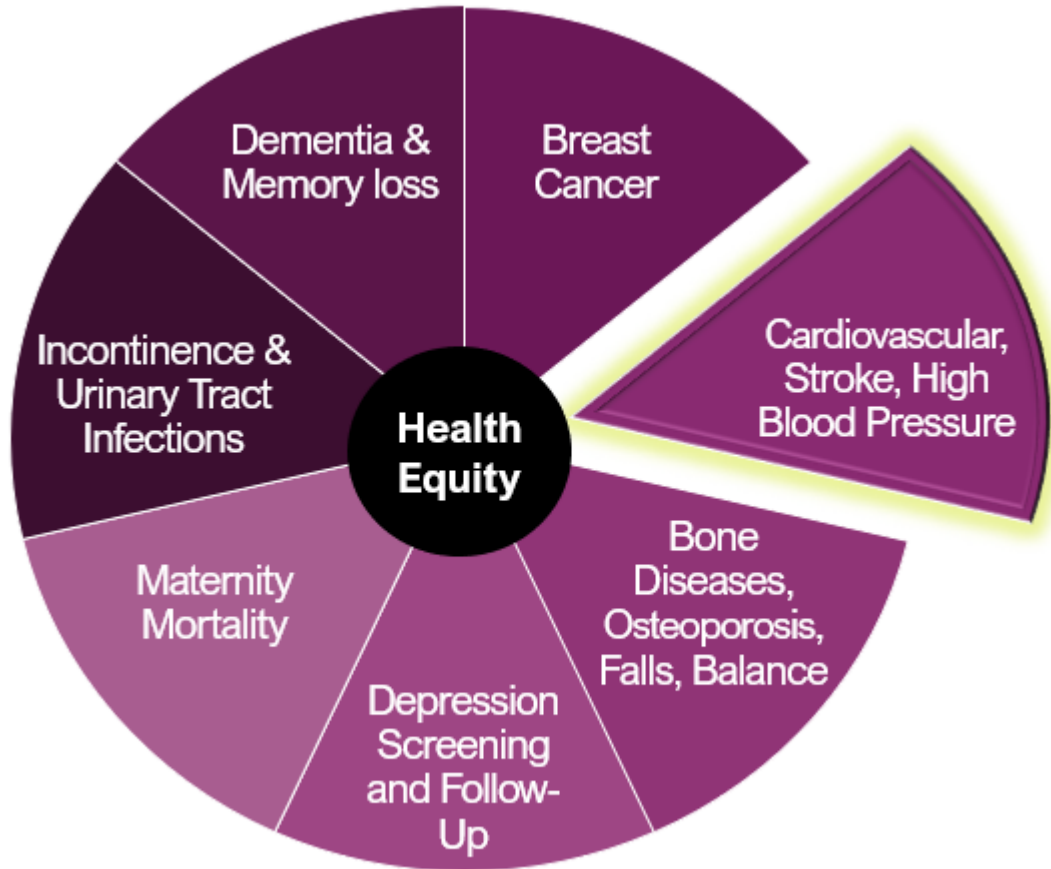 Dementia &
Memory loss
Breast
Cancer
Cardiovascular,
Stroke, High
Blood Pressure
Incontinence &
Urinary Tract
Infections
Health
Equity
Bone
Diseases,
Osteoporosis,
Falls, Balance
Maternity
Mortality
Depression
Screening
and Follow-
Up